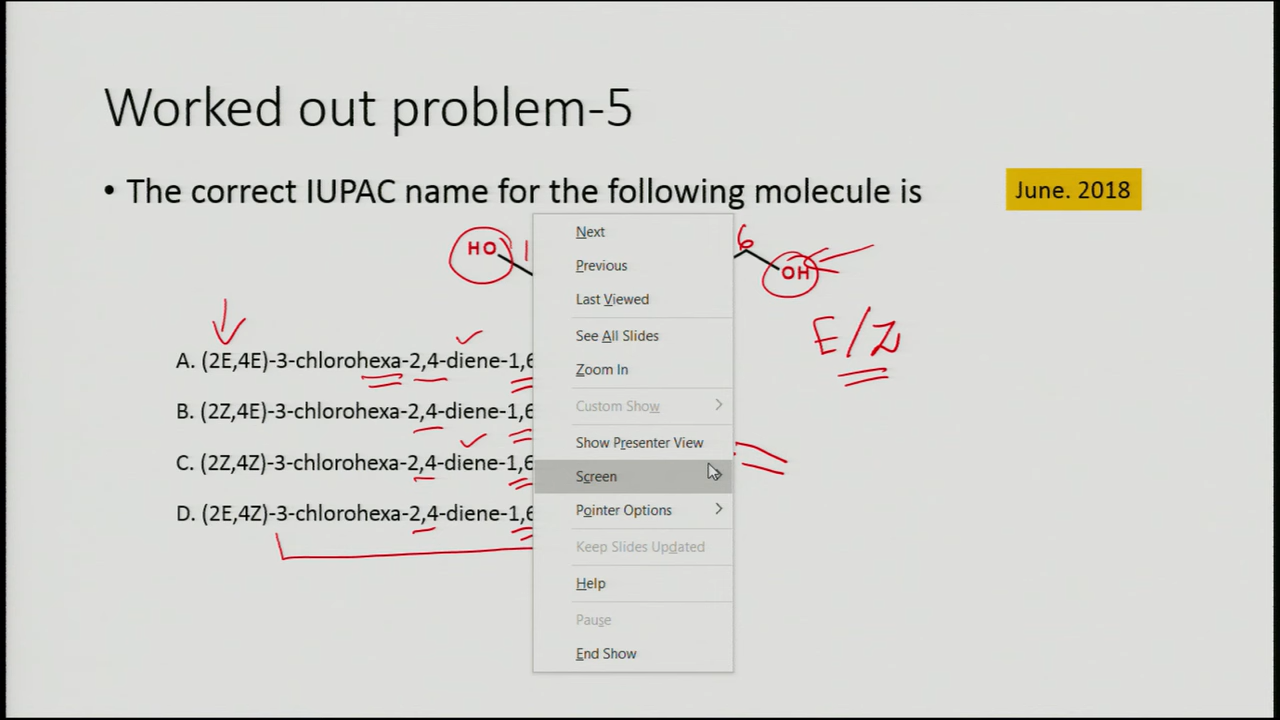 Worked out problem-5
• The correct IUPAC name for the following molecule is
June. 2018
HO
1
6
OH
E/Z
A. (2E,4E)-3-chlorohexa-2,4-diene-1,6
B. (2Z,4E)-3-chlorohexa-2,4-diene-1,6
C. (2Z,4Z)-3-chlorohexa-2,4-diene-1,6
D. (2E,4Z)-3-chlorohexa-2,4-diene-1,6
Next
Previous
Last Viewed
See All Slides
Zoom In
Custom Show
Show Presenter View
Screen
Pointer Options
Keep Slides Updated
Help
Pause
End Show